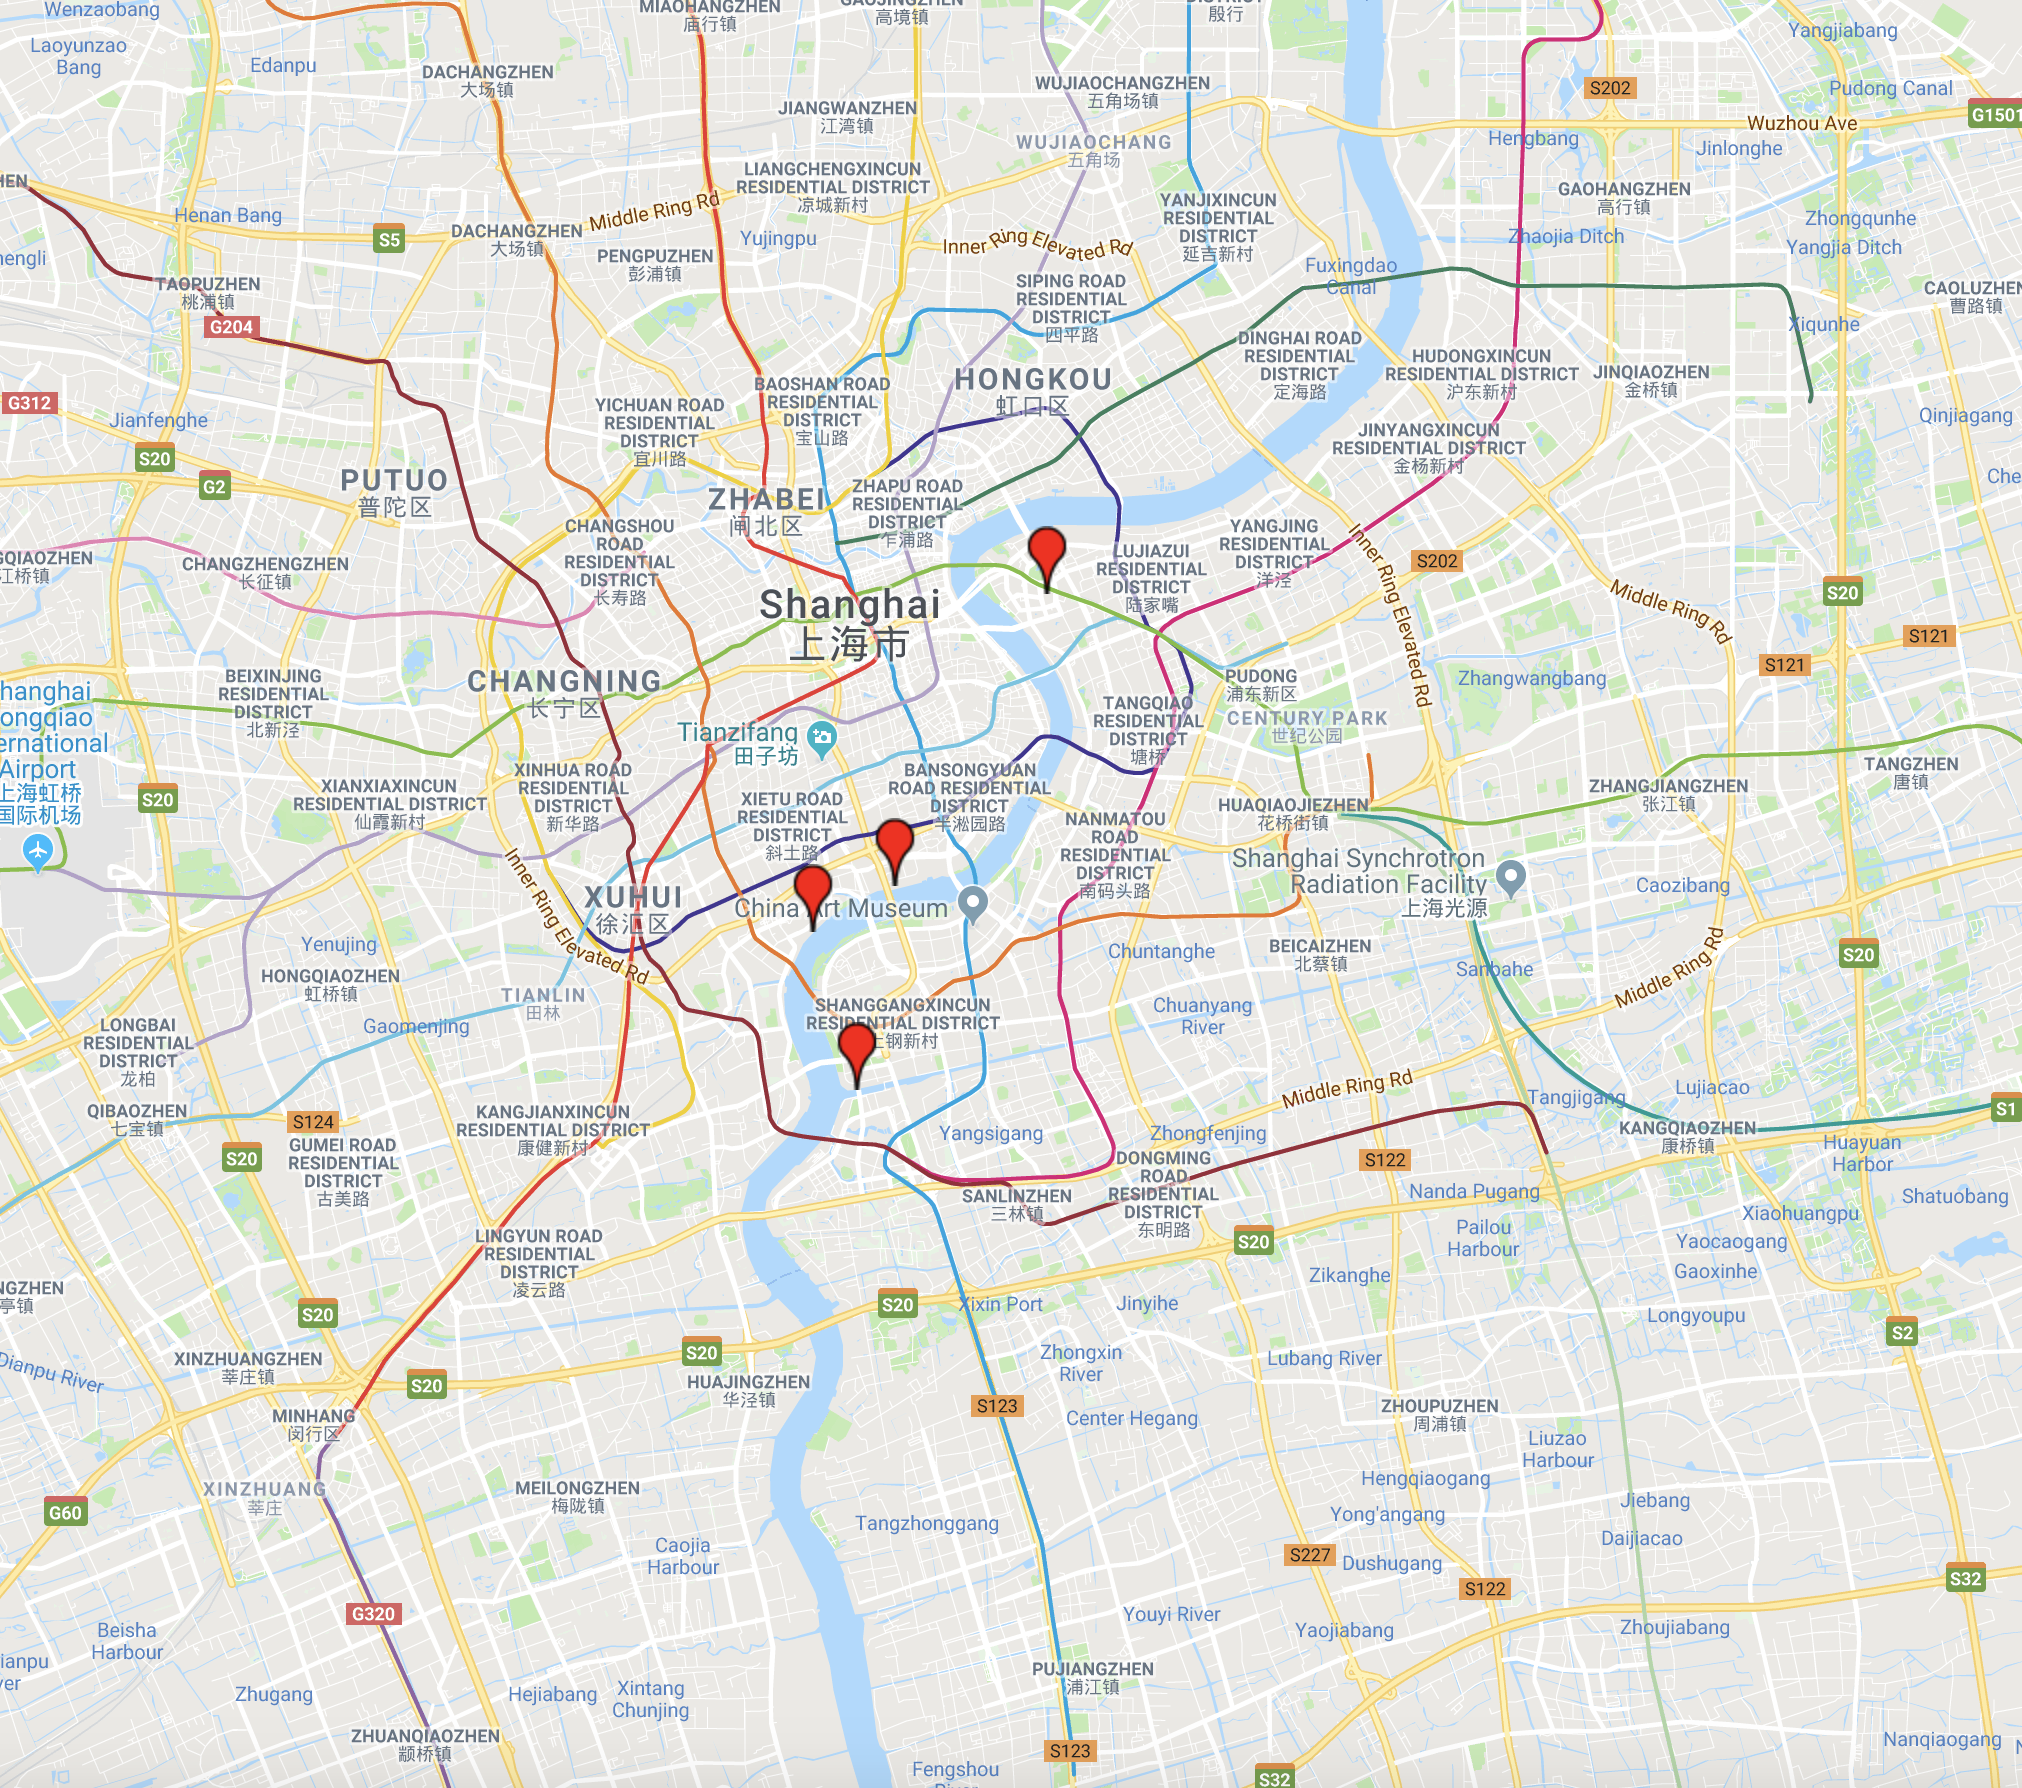 Wenzaobang
MIAOHANGZHEN
庙行镇
高境镇
殷行
Laoyunzao
Bang
Edanpu
DACHANGZHEN
大场镇
JIANGWANZHEN
江湾镇
WUJIAOCHANGZHEN
五角场镇
WUJIAOCHANG
五角场
Yangjiabang
S202
Pudong Canal
G1501
Wuzhou Ave
Hengbang
Jinlonghe
LIANGCHENGXINCUN
RESIDENTIAL DISTRICT
凉城新村
Middle Ring Rd
Henan Bang
S5
DACHANGZHEN
大场镇
PENGPUZHEN
彭浦镇
Yujingpu
Inner Ring Elevated Rd
YANJIXINCUN
RESIDENTIAL
DISTRICT
延吉新村
GAOHANGZHEN
高行镇
Zhaojia Ditch
Zhongqunhe
Yangjia Ditch
TAOPUZHEN
桃浦镇
G204
SIPING ROAD
RESIDENTIAL
DISTRICT
四平路
Fuxingdao
Canal
CAOLUZHEN
曹路镇
Xiqunhe
DINGHAI ROAD
RESIDENTIAL
DISTRICT
定海路
HUDONGXINCUN
RESIDENTIAL DISTRICT
沪东新村
JINQIAOZHEN
金桥镇
G312
Jianfenghe
S20
G2
PUTUO
普陀区
YICHUAN ROAD
RESIDENTIAL
DISTRICT
宜川路
BAOSHAN ROAD
RESIDENTIAL
DISTRICT
宝山路
HONGKOU
虹口区
JINYANGXINCUN
RESIDENTIAL DISTRICT
金杨新村
Qinjiagang
ZHABEI
闸北区
ZHAPU ROAD
RESIDENTIAL
DISTRICT
乍浦路
CHANGSHOU
ROAD
RESIDENTIAL
DISTRICT
长寿路
CHANGZHENGZHEN
长征镇
YANGJING
RESIDENTIAL
DISTRICT
洋泾
LUJIAZUI
RESIDENTIAL
DISTRICT
陆家嘴
Inner Ring Elevated Rd
S202
Middle Ring Rd
S20
S121
S121
Shanghai
上海市
BEIXINJING
RESIDENTIAL
DISTRICT
北新泾
CHANGNING
长宁区
Tianzifang
田子坊
PUDONG
浦东新区
CENTURY PARK
世纪公园
Zhangwangbang
TANGQIAO
RESIDENTIAL
DISTRICT
塘桥
hanghai
ongqiao
ernational
Airport
上海虹桥
国际机场
S20
XIANXIAXINCUN
RESIDENTIAL DISTRICT
仙霞新村
XINHUA ROAD
RESIDENTIAL
DISTRICT
新华路
XIETU ROAD
RESIDENTIAL
DISTRICT
斜土路
BANSONGYUAN
ROAD RESIDENTIAL
DISTRICT
半淞园路
NANMATOU
ROAD
RESIDENTIAL
DISTRICT
南码头路
HUAQIAOJIEZHEN
花桥街镇
ZHANGJIANGZHEN
张江镇
TANGZHEN
唐镇
Shanghai Synchrotron
Radiation Facility
上海光源
Caozibang
Inner Ring Elevated Rd
XUHUI
徐汇区
China Art Museum
Yenujing
HONGQIAOZHEN
虹桥镇
TIANLIN
田林
Chuntanghe
BEICAIZHEN
北蔡镇
Sanbahe
Middle Ring Rd
S20
LONGBAI
RESIDENTIAL
DISTRICT
龙柏
Gaomenjing
SHANGGANGXINCUN
RESIDENTIAL DISTRICT
上钢新村
Chuanyang
River
QIBAOZHEN
七宝镇
S124
S20
GUMEI ROAD
RESIDENTIAL
DISTRICT
古美路
KANGJIANXINCUN
RESIDENTIAL DISTRICT
康健新村
Yangsigang
Middle Ring Rd
Zhongfenjing
Tangjigang
Lujiacao
S1
KANGQIAOZHEN
康桥镇
Huayuan
Harbor
DONGMING
ROAD
RESIDENTIAL
DISTRICT
东明路
S122
SANLINZHEN
三林镇
Nanda Pugang
Shatuobang
Xiaohuangpu
LINGYUN ROAD
RESIDENTIAL
DISTRICT
凌云路
S20
Pailou
Harbour
Yaocaogang
Gaoxinhe
Zikanghe
S20
S20
Xixin Port
Jinyihe
Longyoupu
S2
Dianpu River
XINZHUANGZHEN
莘庄镇
S20
S20
HUAJINGZHEN
华泾镇
Zhongxin
River
Lubang River
MINHANG
闵行区
S123
Center Hegang
ZHOUPUZHEN
周浦镇
Liuzao
Harbour
XINZHUANG
莘庄
G60
MEILONGZHEN
梅陇镇
Hengqiaogang
Jiebang
Yong'angang
Daijiacao
Tangzhonggang
Caojia
Harbour
S227
Dushugang
S122
S32
G320
Beisha
Harbour
Youyi River
Yaojiabang
Zhoujiabang
PUJIANGZHEN
浦江镇
Zhugang
Hejiabang
Xintang
Chunjing
ZHUANQIAOZHEN
颛桥镇
S123
Nanqiaogang
Fengshou
S32